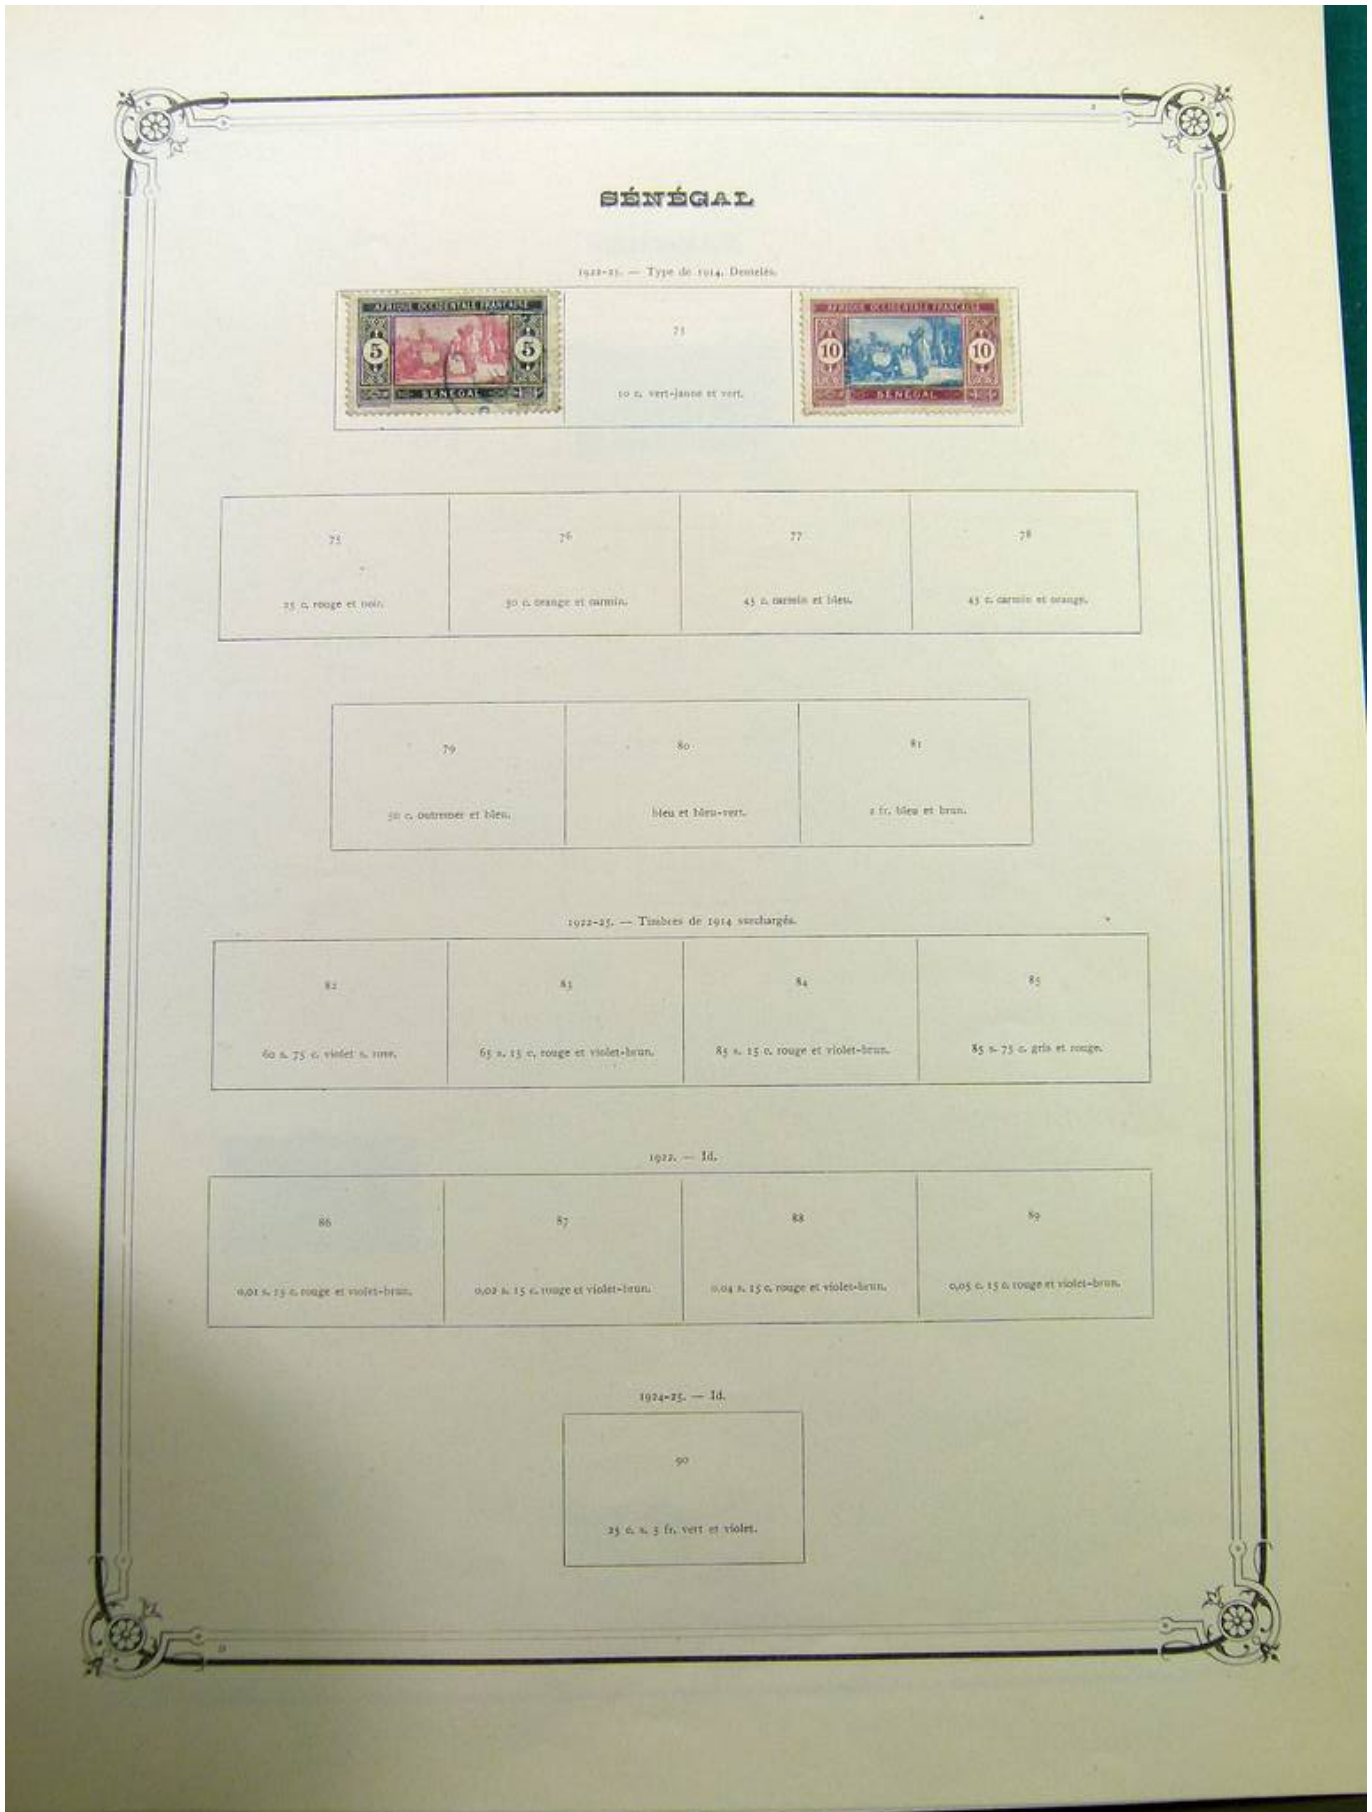 SÉNÉGAL
1922-25. — Type de 1914. Dentelés.
AFRIQUE OCCIDENTALE FRANÇAISE
5 5
SÉNÉGAL
73
10 c. vert-jaune et vert.
AFRIQUE OCCIDENTALE FRANÇAISE
10 10
SÉNÉGAL
75 76 77 78
25 c. rouge et noir. 30 c. orange et carmin. 45 c. carmin et bleu. 45 c. carmin et orange.
79 80 81
50 c. outremer et bleu. bleu et bleu-vert. 2 fr. bleu et brun.
1922-25. — Timbres de 1914 surchargés.
82 83 84 85
60 s. 75 c. violet s. rose. 65 s. 15 c. rouge et violet-brun. 85 s. 15 c. rouge et violet-brun. 85 s. 75 c. gris et rouge.
1922. — Id.
86 87 88 89
0,01 s. 15 c. rouge et violet-brun. 0,02 s. 15 c. rouge et violet-brun. 0,04 s. 15 c. rouge et violet-brun. 0,05 c. 15 c. rouge et violet-brun.
1924-25. — Id.
90
25 c. s. 5 fr. vert et violet.